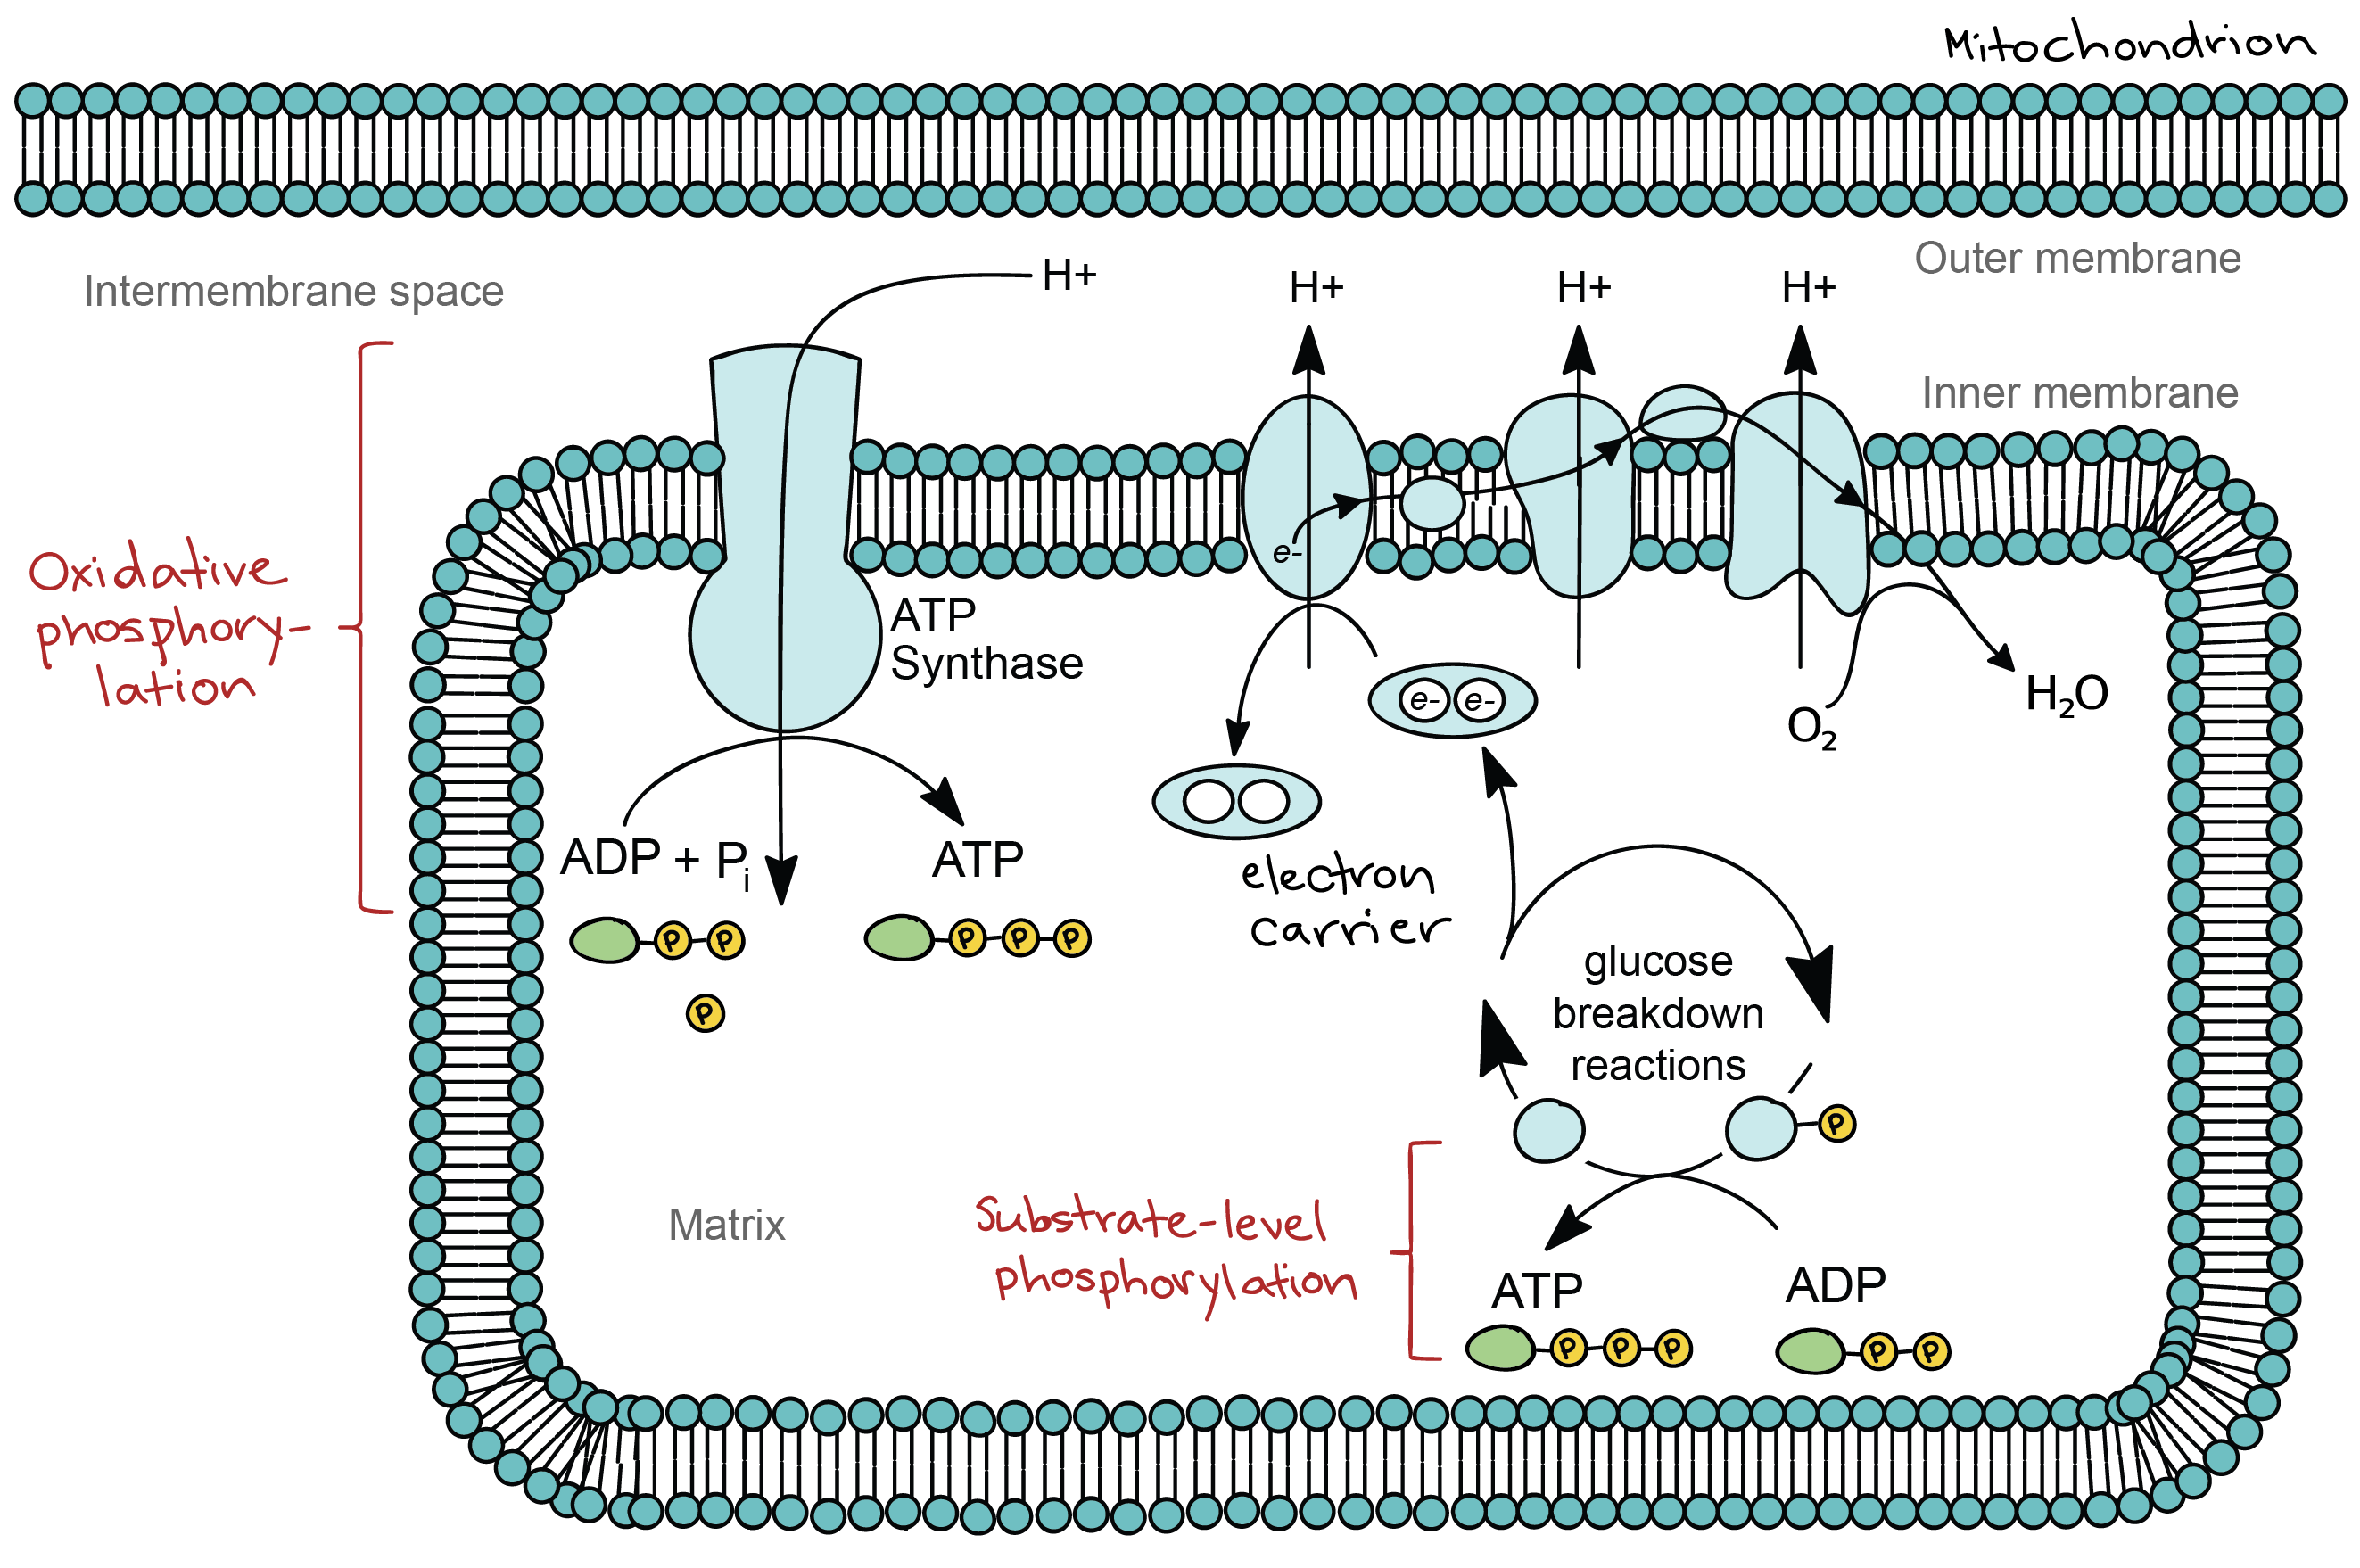 Mitochondrion
Outer membrane
Intermembrane space
H+
H+
H+
H+
Inner membrane
Oxidative
phosphory-
lation
e-
ATP
Synthase
e- e-
O₂
H₂O
ADP + Pi
ATP
electron
carrier
P P
P P P
P
glucose
breakdown
reactions
P
Matrix
Substrate-level
phosphorylation
ATP
ADP
P P P
P P